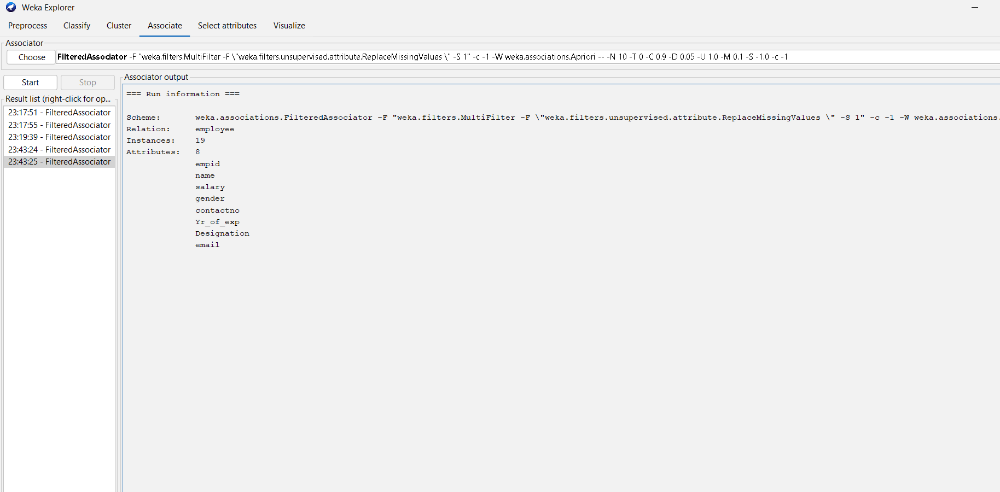 Weka Explorer
Preprocess Classify Cluster Associate Select attributes Visualize
Associator
Choose FilteredAssociator -F "weka.filters.MultiFilter -F \"weka.filters.unsupervised.attribute.ReplaceMissingValues \" -S 1" -c -1 -W weka.associations.Apriori -- -N 10 -T 0 -C 0.9 -D 0.05 -U 1.0 -M 0.1 -S -1.0 -c -1
Start Stop
Result list (right-click for op...
23:17:51 - FilteredAssociator
23:17:55 - FilteredAssociator
23:19:39 - FilteredAssociator
23:43:24 - FilteredAssociator
23:43:25 - FilteredAssociator
Associator output
=== Run information ===
Scheme: weka.associations.FilteredAssociator -F "weka.filters.MultiFilter -F \"weka.filters.unsupervised.attribute.ReplaceMissingValues \" -S 1" -c -1 -W weka.associations.
Relation: employee
Instances: 19
Attributes: 8
empid
name
salary
gender
contactno
Yr_of_exp
Designation
email